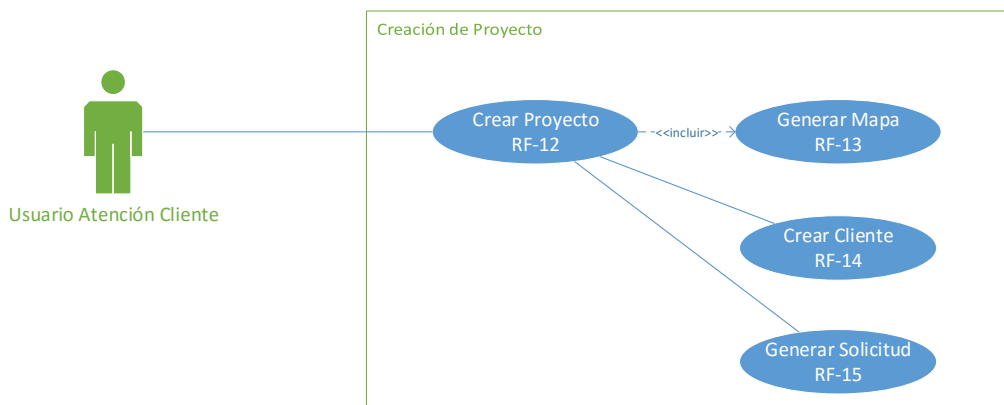 Creación de Proyecto
Crear Proyecto
RF-12
<<incluir>>
Generar Mapa
RF-13
Usuario Atención Cliente
Crear Cliente
RF-14
Generar Solicitud
RF-15